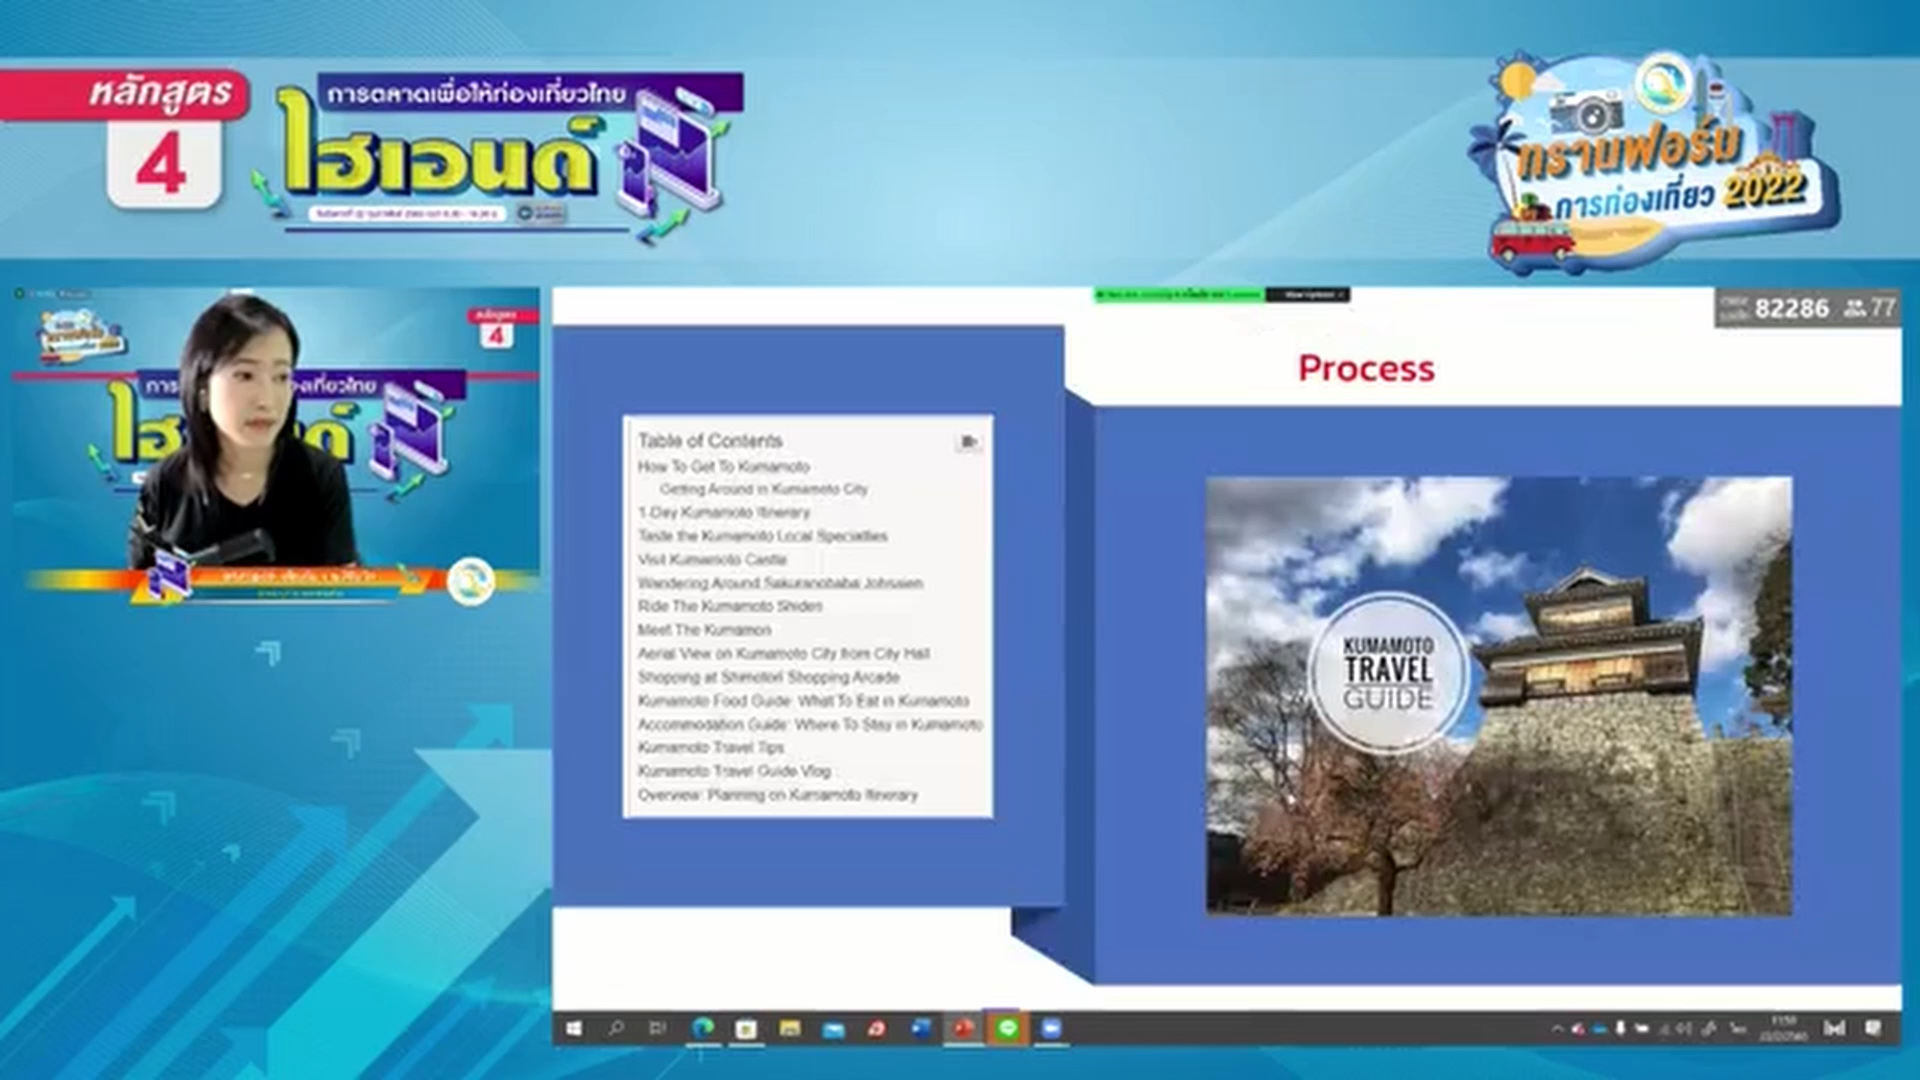 หลักสูตร
4
การตลาดเพื่อให้ท่องเที่ยวไทย
ไฮเอนด์
ทรานฟอร์ม
การท่องเที่ยว 2022
หลักสูตร
4
82286
77
Process
Table of Contents
How To Get To Kumamoto
Getting Around in Kumamoto City
1-Day Kumamoto Itinerary
Taste the Kumamoto Local Specialties
Visit Kumamoto Castle
Wandering Around Sakuranobaba Johsaien
Ride The Kumamoto Shiden
Meet The Kumamon
Aerial View on Kumamoto City from City Hall
Shopping at Shimotori Shopping Arcade
Kumamoto Food Guide: What To Eat in Kumamoto
Accommodation Guide: Where To Stay in Kumamoto
Kumamoto Travel Tips
Kumamoto Travel Guide Vlog
Overview: Planning on Kumamoto Itinerary
KUMAMOTO
TRAVEL
GUIDE